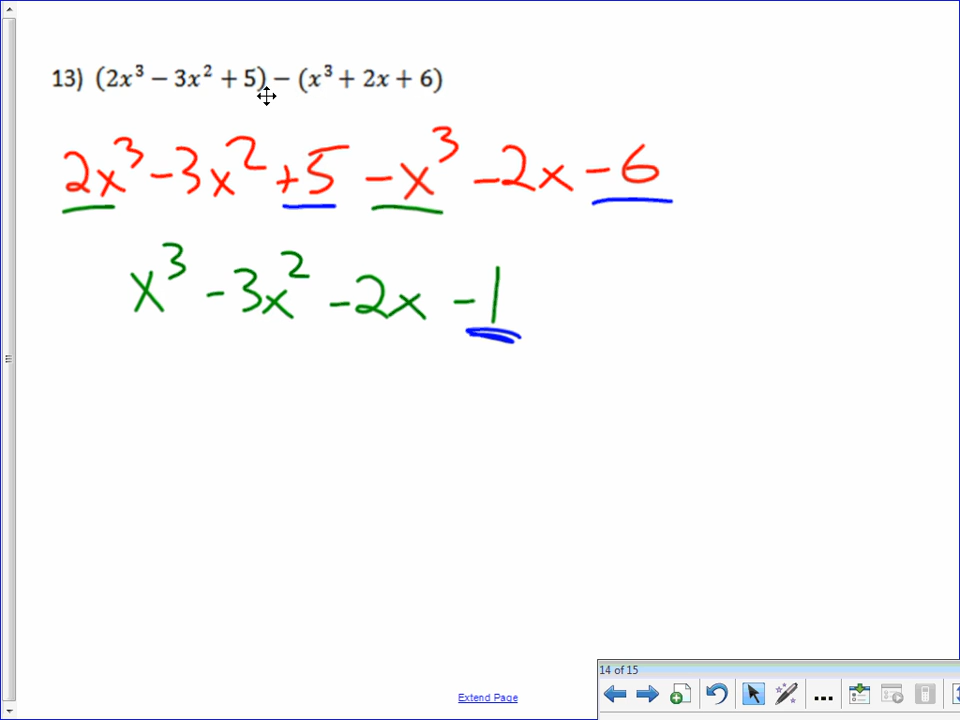 13) (2x³ − 3x² + 5) − (x³ + 2x + 6)
2x³ -3x² +5 -x³ -2x -6
x³ -3x² -2x -1
14 of 15
Extend Page